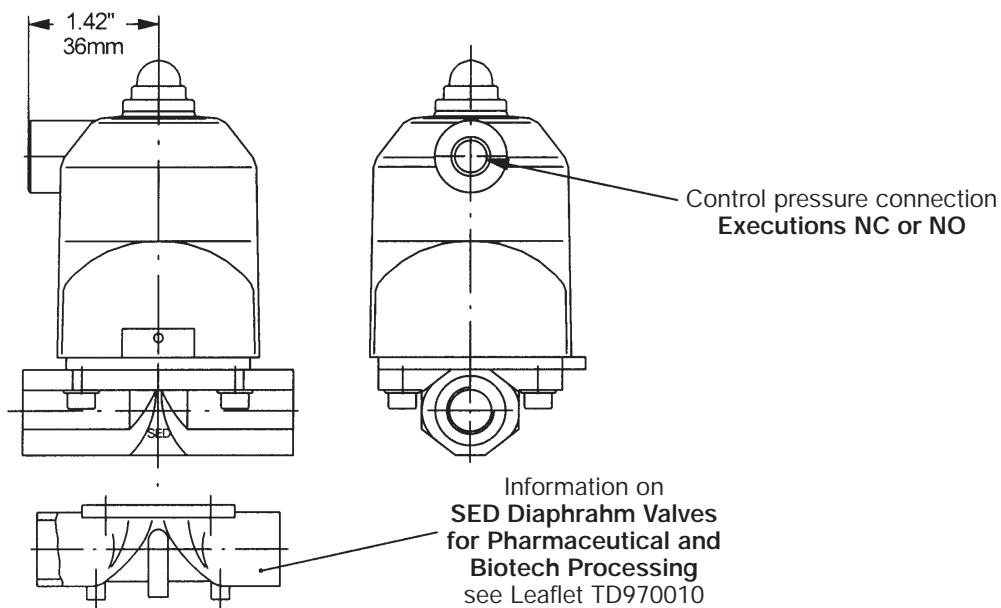 1.42"
36mm
Control pressure connection
Executions NC or NO
SED
Information on
SED Diaphrahm Valves
for Pharmaceutical and
Biotech Processing
see Leaflet TD970010